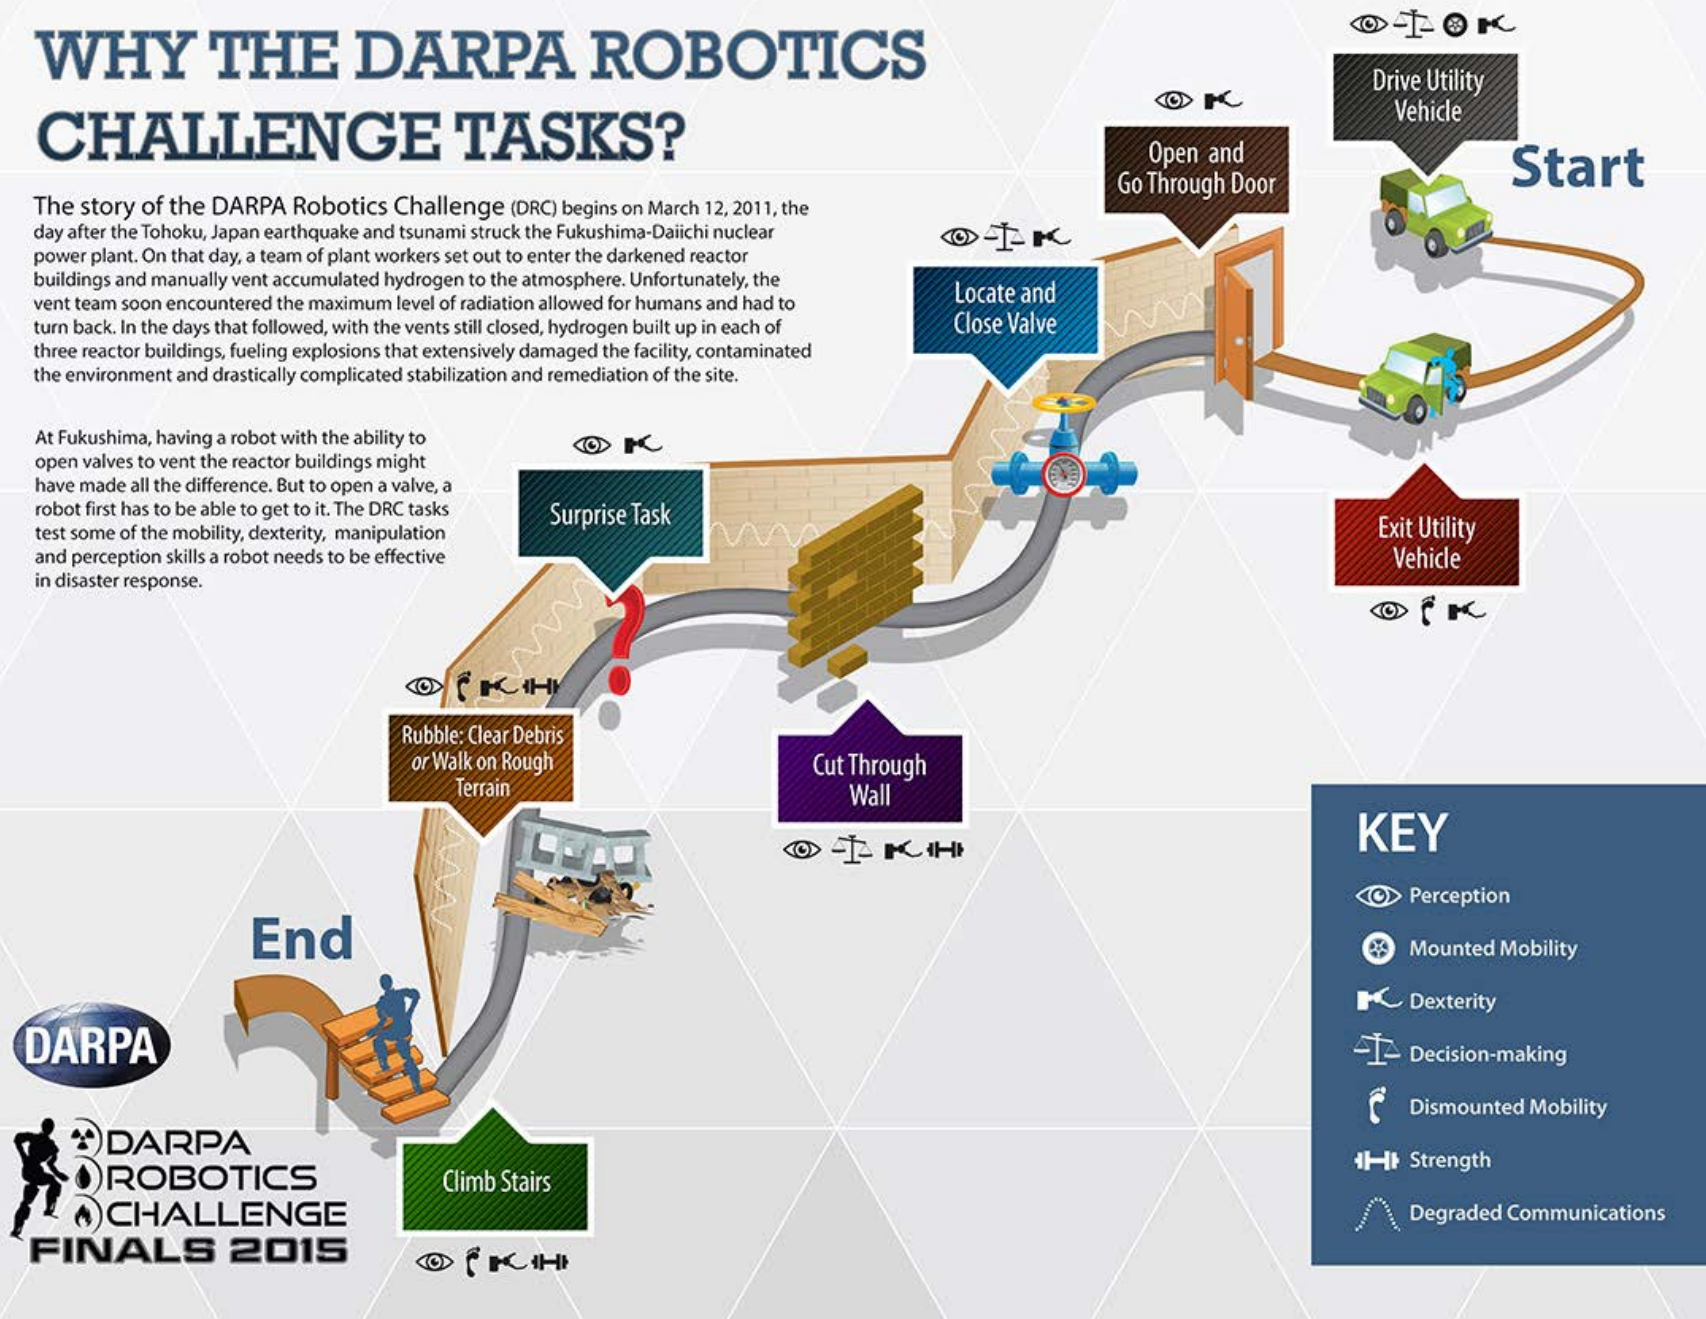 WHY THE DARPA ROBOTICS
CHALLENGE TASKS?
The story of the DARPA Robotics Challenge (DRC) begins on March 12, 2011, the
day after the Tohoku, Japan earthquake and tsunami struck the Fukushima-Daiichi nuclear
power plant. On that day, a team of plant workers set out to enter the darkened reactor
buildings and manually vent accumulated hydrogen to the atmosphere. Unfortunately, the
vent team soon encountered the maximum level of radiation allowed for humans and had to
turn back. In the days that followed, with the vents still closed, hydrogen built up in each of
three reactor buildings, fueling explosions that extensively damaged the facility, contaminated
the environment and drastically complicated stabilization and remediation of the site.
At Fukushima, having a robot with the ability to
open valves to vent the reactor buildings might
have made all the difference. But to open a valve, a
robot first has to be able to get to it. The DRC tasks
test some of the mobility, dexterity, manipulation
and perception skills a robot needs to be effective
in disaster response.
Drive Utility
Vehicle
Start
Exit Utility
Vehicle
Open and
Go Through Door
Locate and
Close Valve
Cut Through
Wall
Surprise Task
Rubble: Clear Debris
or Walk on Rough
Terrain
Climb Stairs
End
DARPA
DARPA
ROBOTICS
CHALLENGE
FINALS 2015
KEY
Perception
Mounted Mobility
Dexterity
Decision-making
Dismounted Mobility
Strength
Degraded Communications